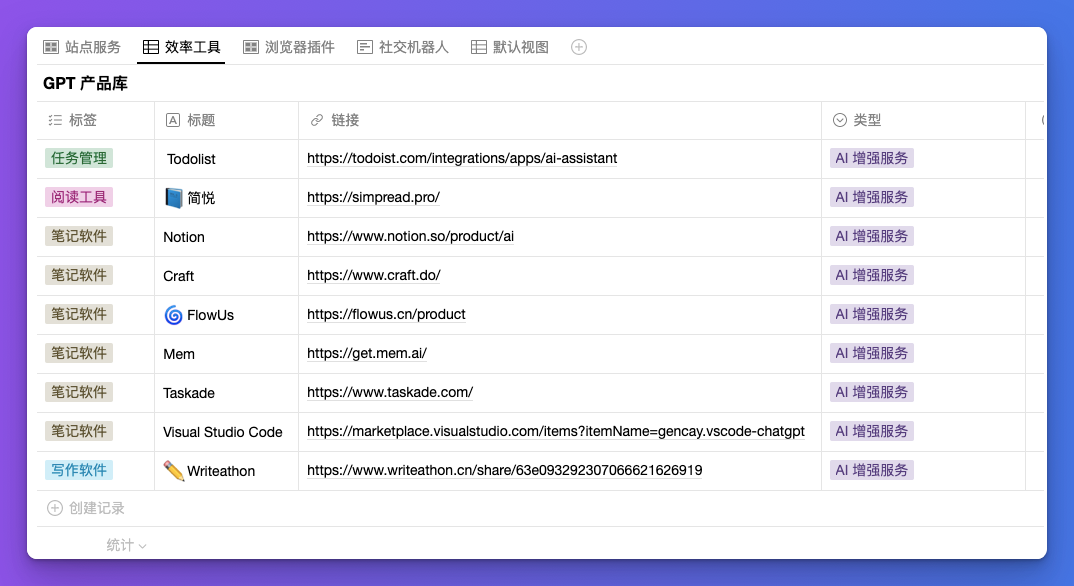 站点服务 效率工具 浏览器插件 社交机器人 默认视图
GPT 产品库
标签 标题 链接 类型
任务管理 Todolist https://todoist.com/integrations/apps/ai-assistant AI 增强服务
阅读工具 简悦 https://simpread.pro/ AI 增强服务
笔记软件 Notion https://www.notion.so/product/ai AI 增强服务
笔记软件 Craft https://www.craft.do/ AI 增强服务
笔记软件 FlowUs https://flowus.cn/product AI 增强服务
笔记软件 Mem https://get.mem.ai/ AI 增强服务
笔记软件 Taskade https://www.taskade.com/ AI 增强服务
笔记软件 Visual Studio Code https://marketplace.visualstudio.com/items?itemName=gencay.vscode-chatgpt AI 增强服务
写作软件 Writeathon https://www.writeathon.cn/share/63e093292307066621626919 AI 增强服务
创建记录
统计